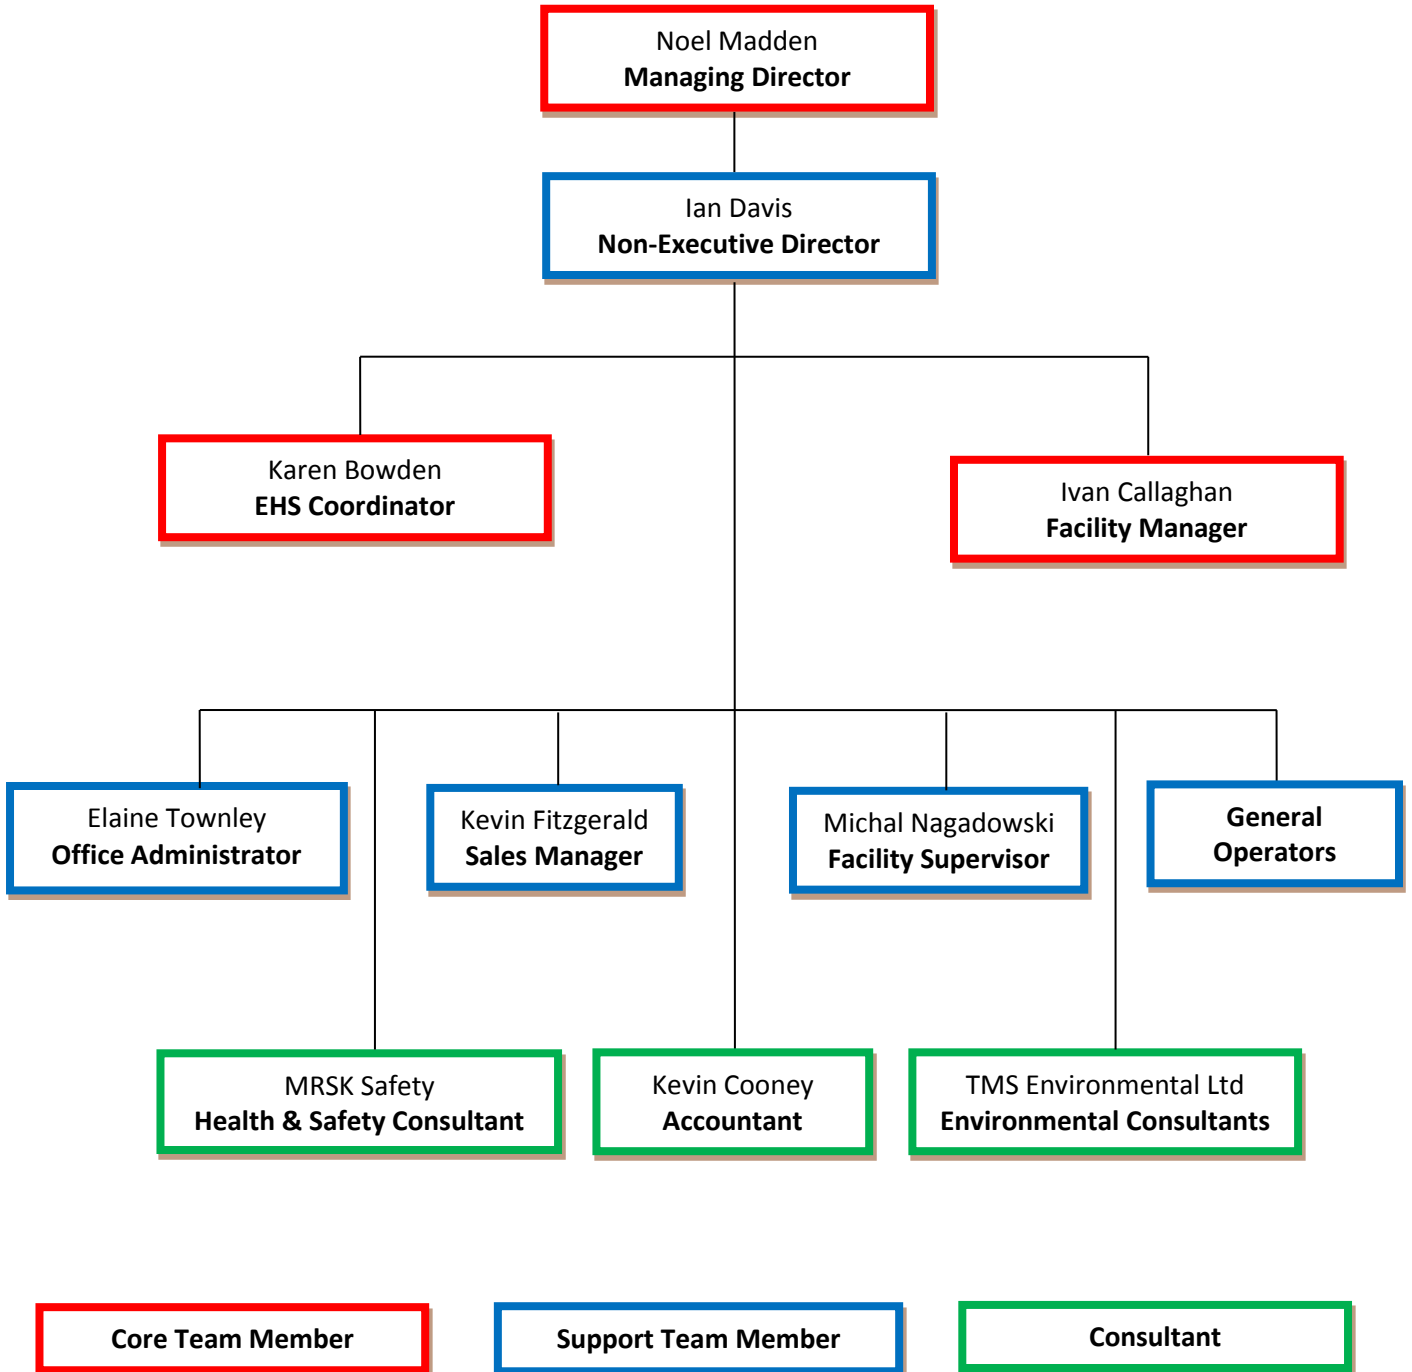 Noel Madden
Managing Director
Ian Davis
Non-Executive Director
Karen Bowden
EHS Coordinator
Ivan Callaghan
Facility Manager
Elaine Townley
Office Administrator
Kevin Fitzgerald
Sales Manager
Michal Nagadowski
Facility Supervisor
General
Operators
MRSK Safety
Health & Safety Consultant
Kevin Cooney
Accountant
TMS Environmental Ltd
Environmental Consultants
Core Team Member
Support Team Member
Consultant